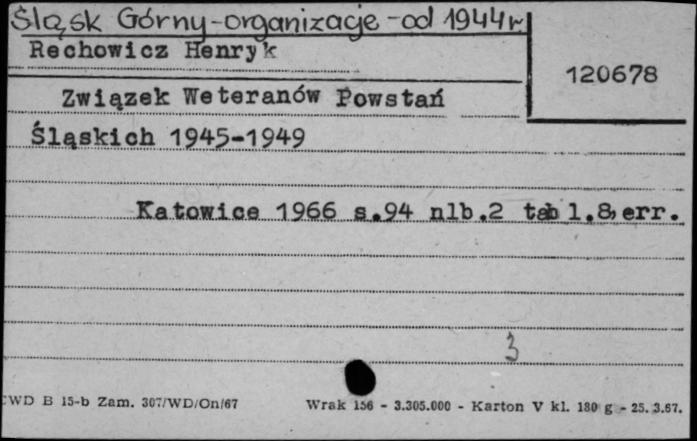 Śląsk Górny-organizacje-od 1944r.
Rechowicz Henryk
120678
Związek Weteranów Powstań
Śląskich 1945-1949
Katowice 1966 s.94 nlb.2 tabl.8, err.
3
WD B 15-b Zam. 307/WD/On/67
Wrak 156 - 3.305.000 - Karton V kl. 180 g - 25.3.67.